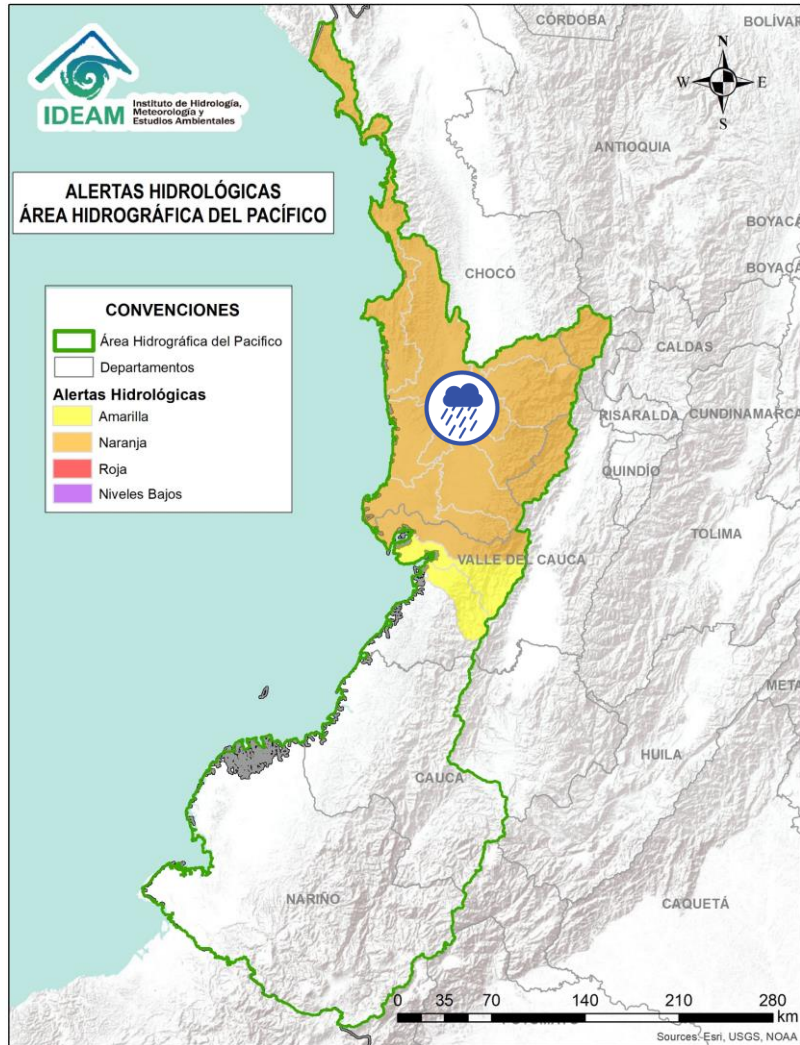 CÓRDOBA
BOLÍVAR
IDEAM
Instituto de Hidrología,
Meteorología y
Estudios Ambientales
N
W E
S
ANTIOQUIA
ALERTAS HIDROLÓGICAS
ÁREA HIDROGRÁFICA DEL PACÍFICO
BOYACÁ
BOYACÁ
CHOCÓ
CONVENCIONES
Área Hidrográfica del Pacifico
Departamentos
Alertas Hidrológicas
Amarilla
Naranja
Roja
Niveles Bajos
CALDAS
RISARALDA
CUNDINAMARCA
QUINDÍO
TOLIMA
VALLE DEL CAUCA
META
HUILA
CAUCA
NARIÑO
CAQUETÁ
0 35 70 140 210 280
km
Sources: Esri, USGS, NOAA